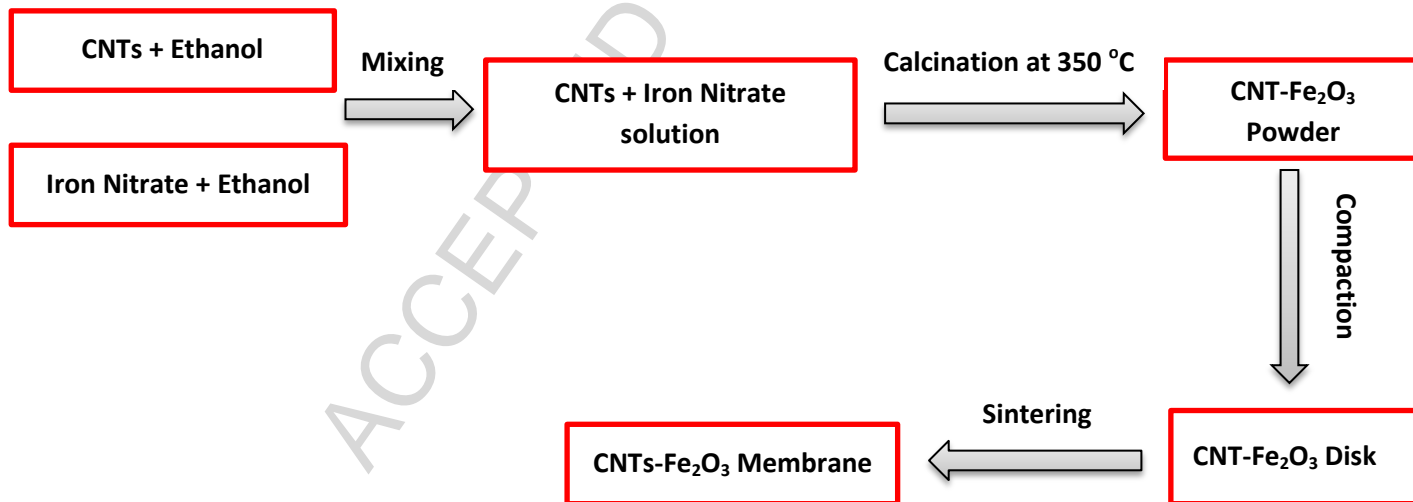 CNTs + Ethanol
Mixing
Iron Nitrate + Ethanol
CNTs + Iron Nitrate
solution
Calcination at 350 °C
CNT-Fe₂O₃
Powder
Compaction
CNT-Fe₂O₃ Disk
Sintering
CNTs-Fe₂O₃ Membrane